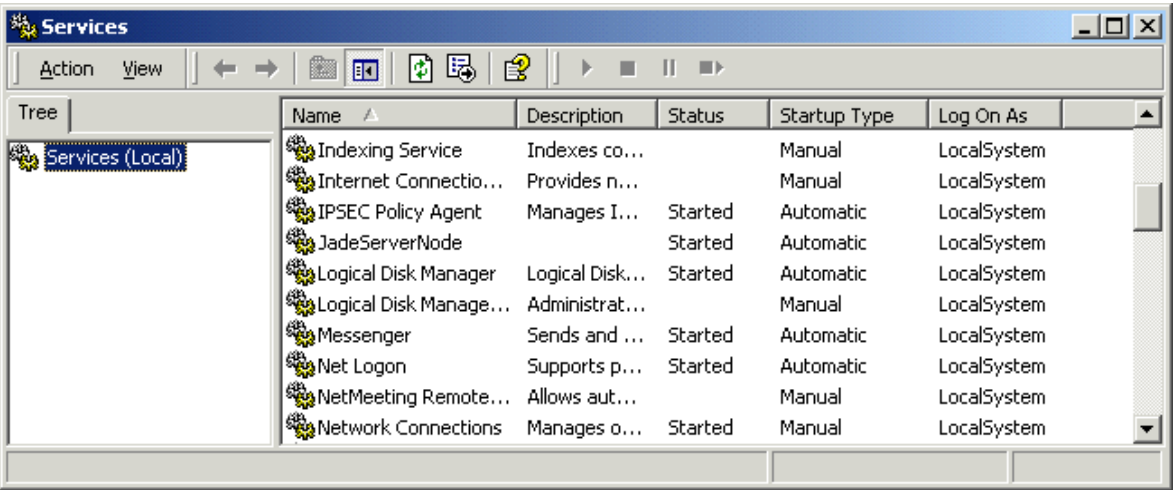 Services
Action View
Tree
Services (Local)
Name Description Status Startup Type Log On As
Indexing Service Indexes co... Manual LocalSystem
Internet Connectio... Provides n... Manual LocalSystem
IPSEC Policy Agent Manages I... Started Automatic LocalSystem
JadeServerNode Started Automatic LocalSystem
Logical Disk Manager Logical Disk... Started Automatic LocalSystem
Logical Disk Manage... Administrat... Manual LocalSystem
Messenger Sends and ... Started Automatic LocalSystem
Net Logon Supports p... Started Automatic LocalSystem
NetMeeting Remote... Allows aut... Manual LocalSystem
Network Connections Manages o... Started Manual LocalSystem